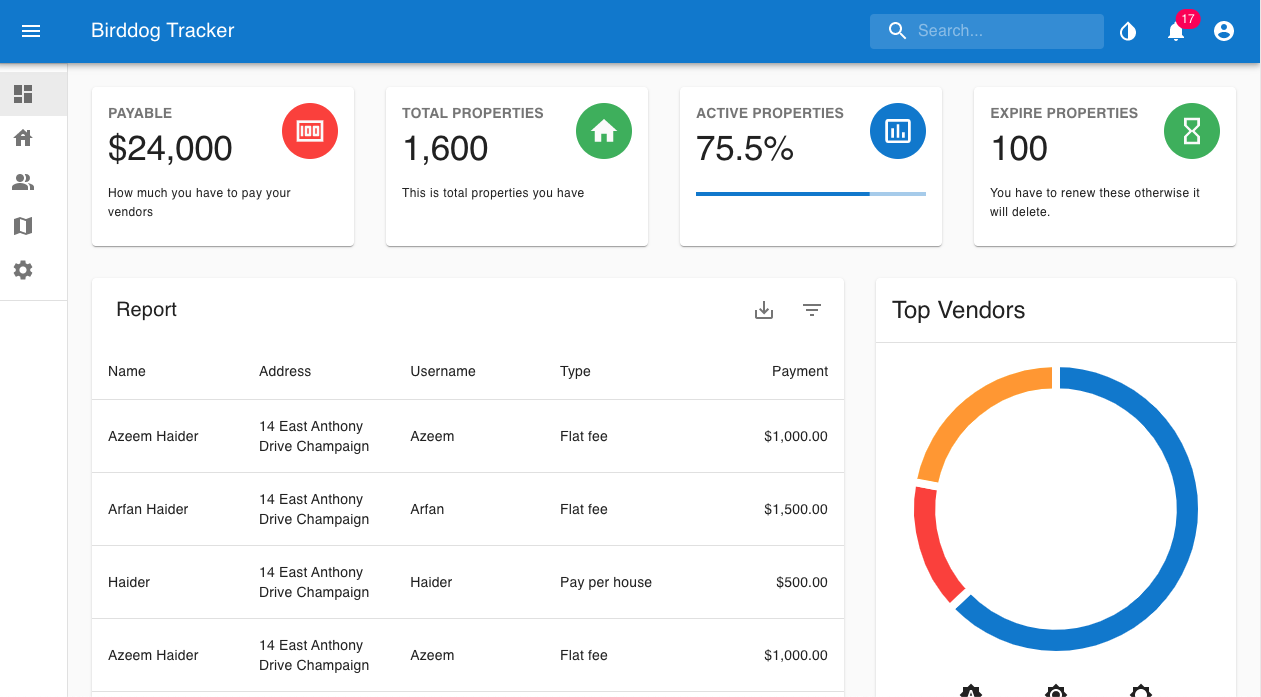 Birddog Tracker
Search...
17
PAYABLE
$24,000
How much you have to pay your
vendors
TOTAL PROPERTIES
1,600
This is total properties you have
ACTIVE PROPERTIES
75.5%
EXPIRE PROPERTIES
100
You have to renew these otherwise it
will delete.
Report
Name Address Username Type Payment
Azeem Haider 14 East Anthony Azeem Flat fee $1,000.00
Drive Champaign
Arfan Haider 14 East Anthony Arfan Flat fee $1,500.00
Drive Champaign
Haider 14 East Anthony Haider Pay per house $500.00
Drive Champaign
Azeem Haider 14 East Anthony Azeem Flat fee $1,000.00
Drive Champaign
Top Vendors